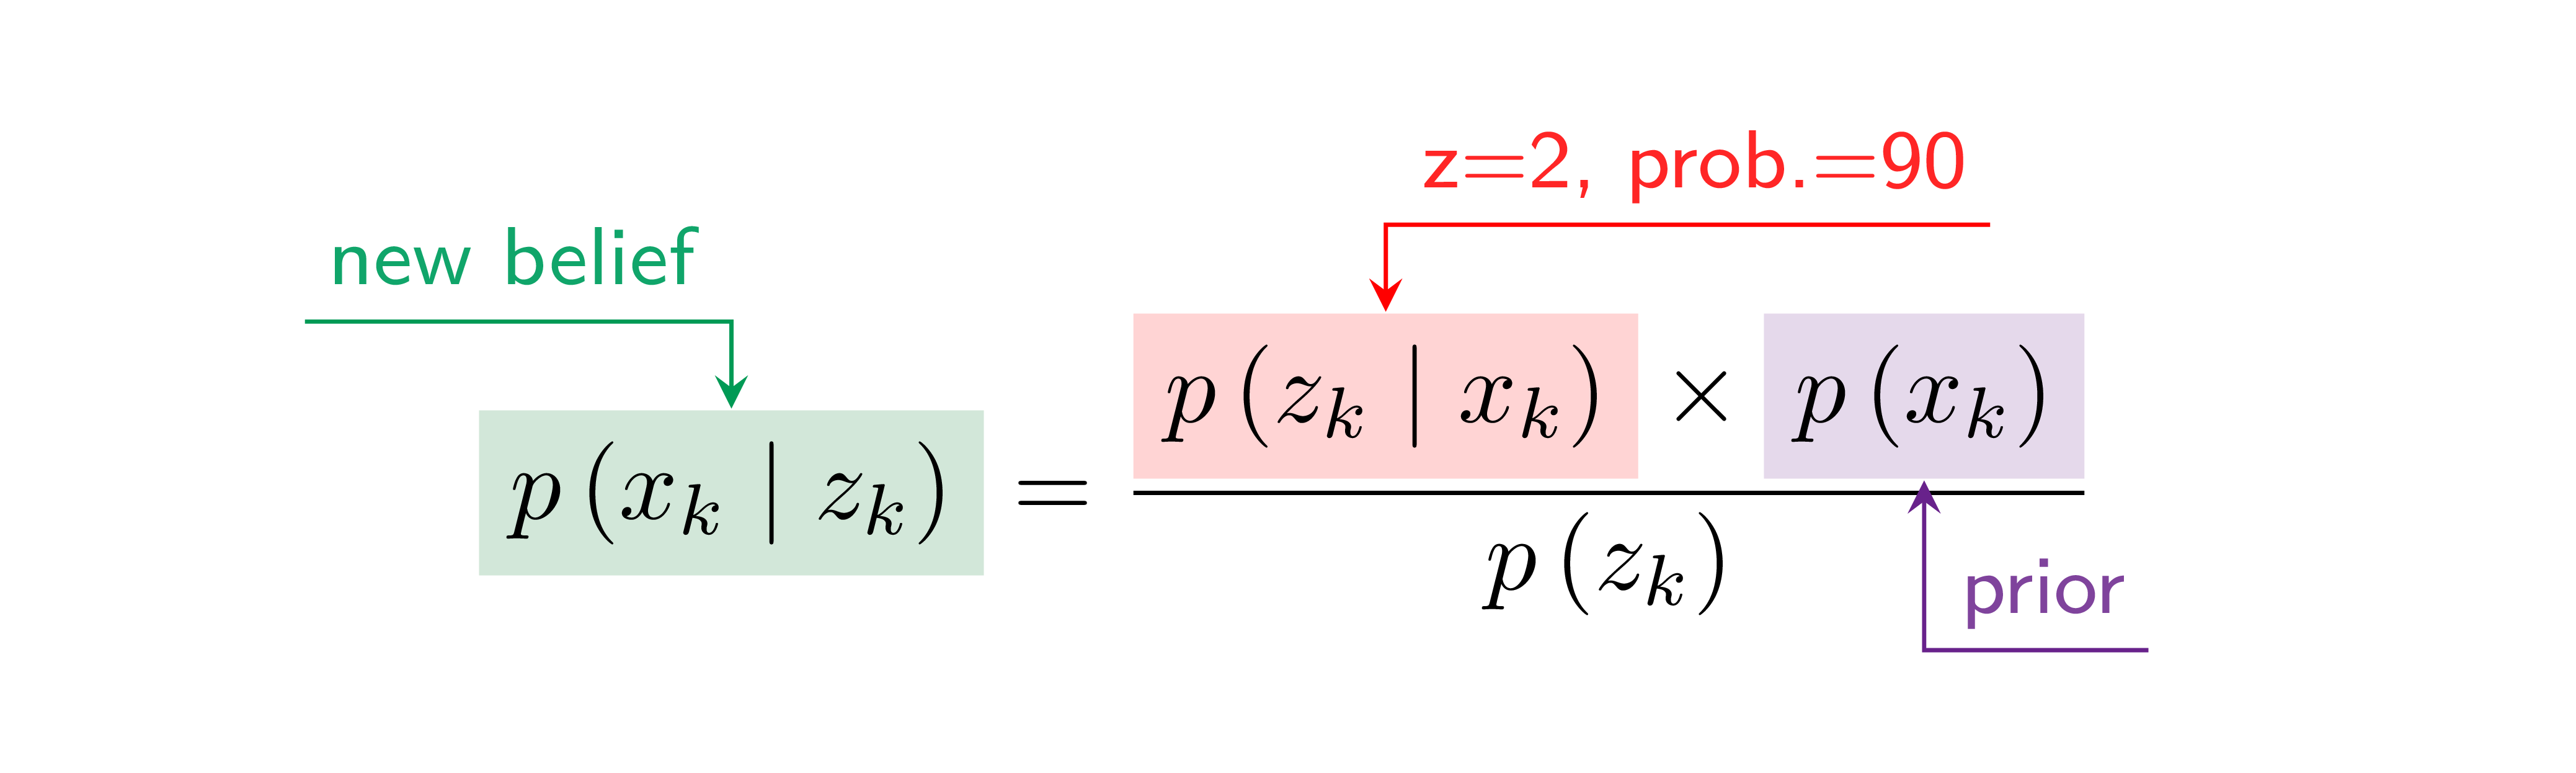 z=2, prob.=90
new belief
p(x_k | z_k) = p(z_k | x_k) × p(x_k)
p(z_k)
prior